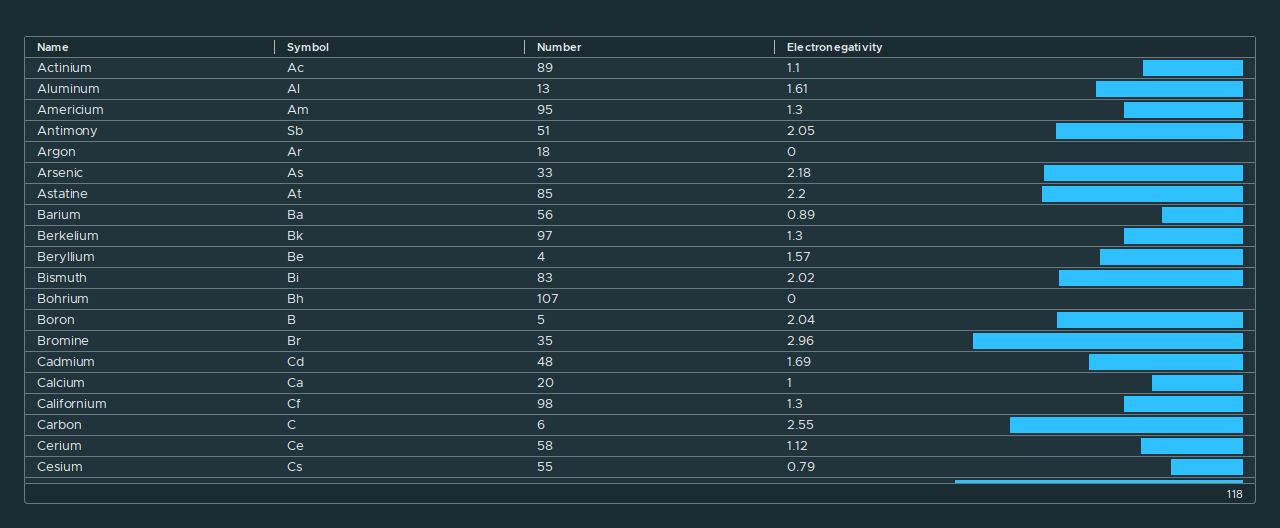 Name Symbol Number Electronegativity
Actinium Ac 89 1.1
Aluminum Al 13 1.61
Americium Am 95 1.3
Antimony Sb 51 2.05
Argon Ar 18 0
Arsenic As 33 2.18
Astatine At 85 2.2
Barium Ba 56 0.89
Berkelium Bk 97 1.3
Beryllium Be 4 1.57
Bismuth Bi 83 2.02
Bohrium Bh 107 0
Boron B 5 2.04
Bromine Br 35 2.96
Cadmium Cd 48 1.69
Calcium Ca 20 1
Californium Cf 98 1.3
Carbon C 6 2.55
Cerium Ce 58 1.12
Cesium Cs 55 0.79
118